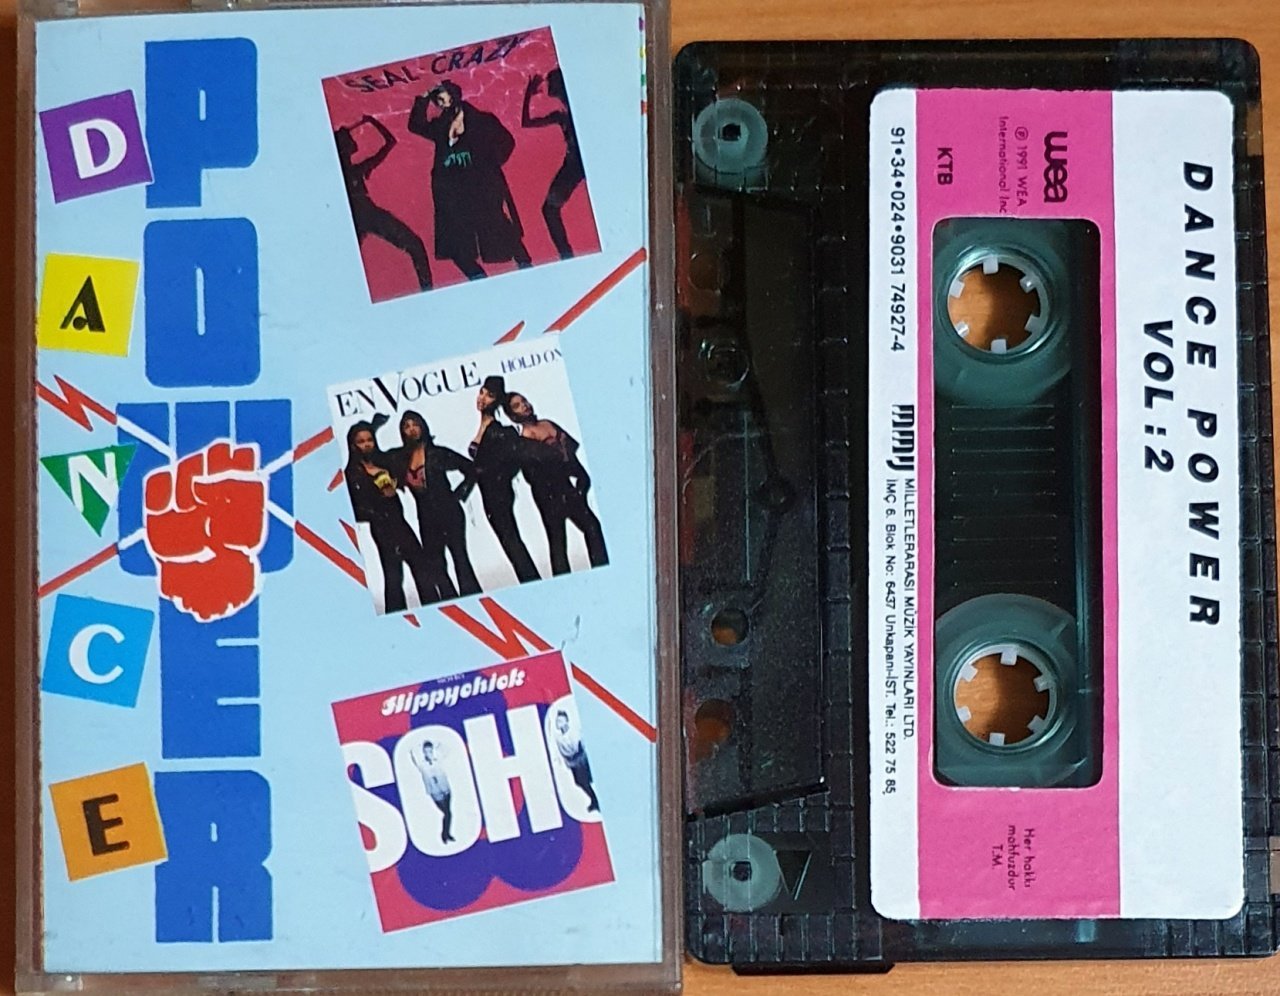 DANCE
POWER
SEAL CRAZY
EN VOGUE
HOLD ON
Hippychick
SOHO
DANCE POWER
VOL : 2
wea
℗ 1991 WEA
International Inc
KTB
91•34•024•9031 74927-4
MİLLETLERARASI MÜZİK YAYINLARI LTD.
İMÇ 6. Blok No: 6437 Unkapanı-İST. Tel.: 522 75 85
Her hakkı
mahfuzdur
T.M.